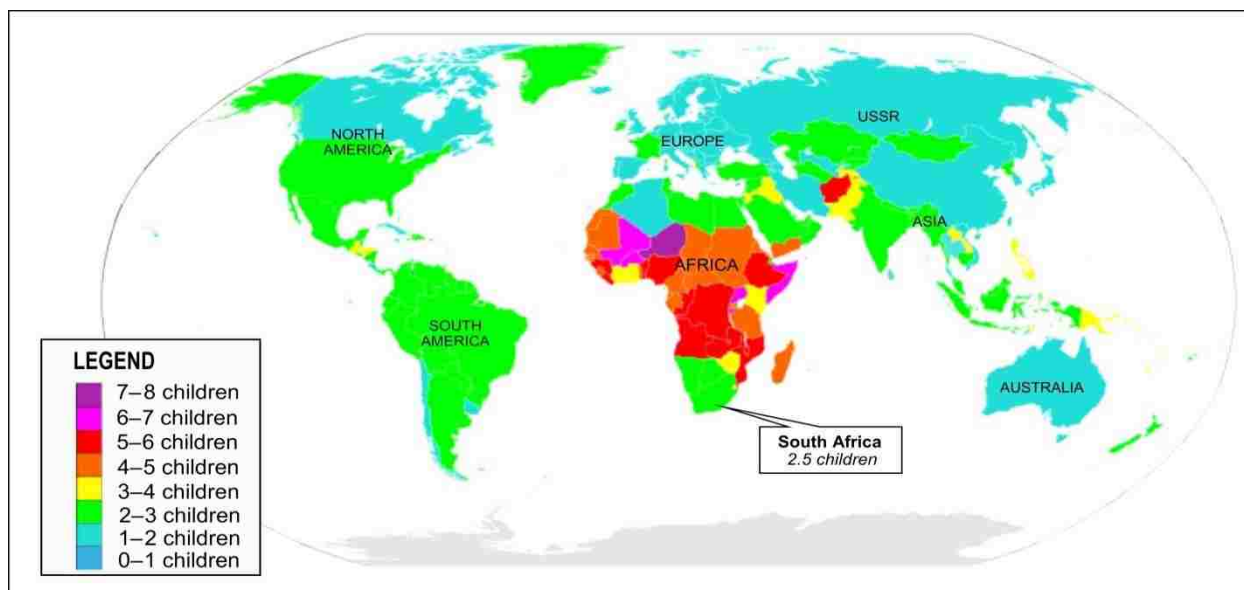 NORTH
AMERICA
EUROPE
USSR
ASIA
AFRICA
SOUTH
AMERICA
AUSTRALIA
South Africa
2.5 children
LEGEND
7–8 children
6–7 children
5–6 children
4–5 children
3–4 children
2–3 children
1–2 children
0–1 children